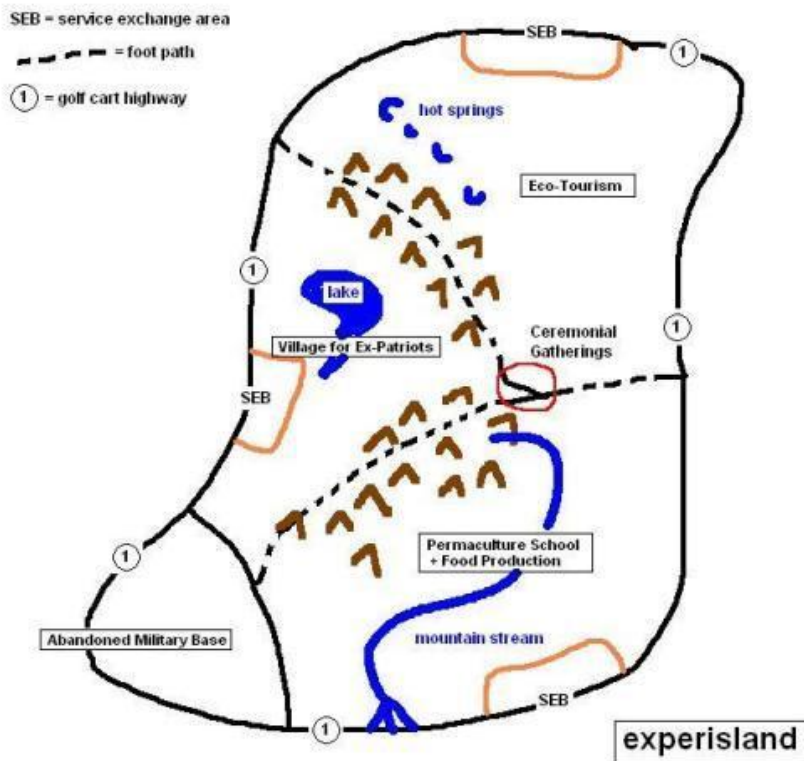 SEB = service exchange area
= foot path
1 = golf cart highway
SEB
1
hot springs
Eco-Tourism
1
lake
1
Ceremonial
Gatherings
Village for Ex-Patriots
SEB
Permaculture School
+ Food Production
1
Abandoned Military Base
mountain stream
SEB
1
experisland